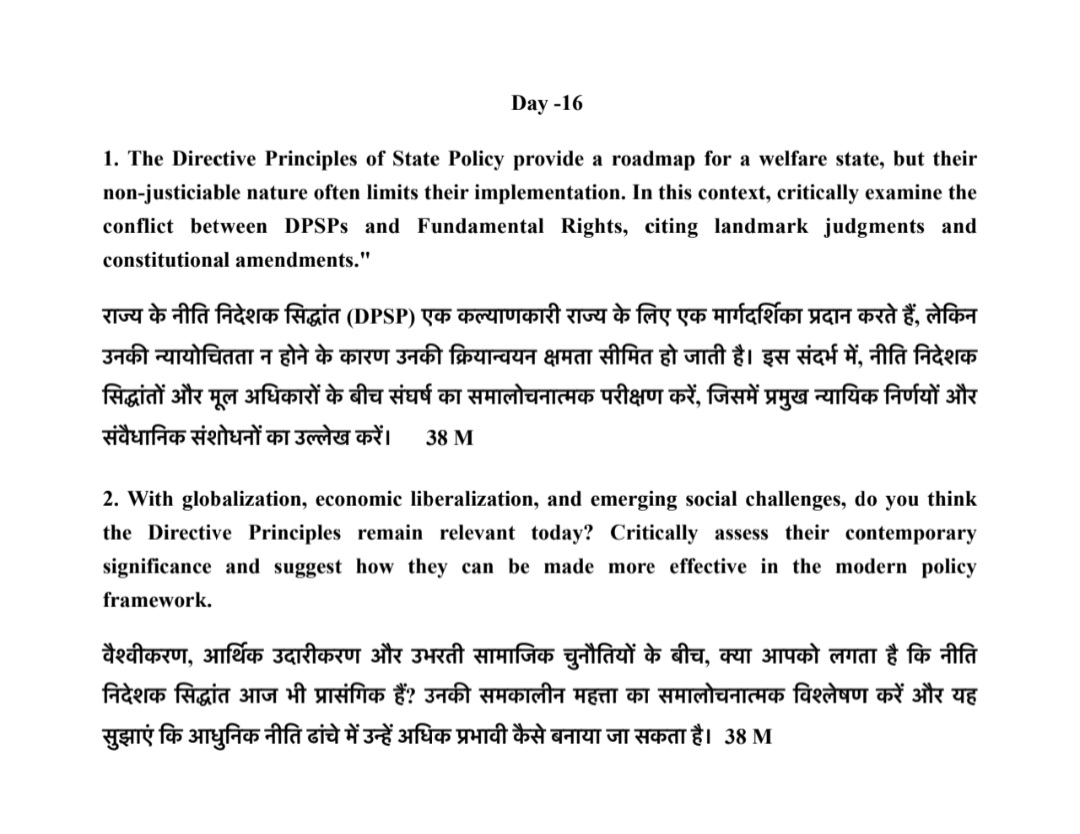 Day -16
1. The Directive Principles of State Policy provide a roadmap for a welfare state, but their
non-justiciable nature often limits their implementation. In this context, critically examine the
conflict between DPSPs and Fundamental Rights, citing landmark judgments and
constitutional amendments."
राज्य के नीति निदेशक सिद्धांत (DPSP) एक कल्याणकारी राज्य के लिए एक मार्गदर्शिका प्रदान करते हैं, लेकिन
उनकी न्यायोचितता न होने के कारण उनकी क्रियान्वयन क्षमता सीमित हो जाती है। इस संदर्भ में, नीति निदेशक
सिद्धांतों और मूल अधिकारों के बीच संघर्ष का समालोचनात्मक परीक्षण करें, जिसमें प्रमुख न्यायिक निर्णयों और
संवैधानिक संशोधनों का उल्लेख करें। 38 M
2. With globalization, economic liberalization, and emerging social challenges, do you think
the Directive Principles remain relevant today? Critically assess their contemporary
significance and suggest how they can be made more effective in the modern policy
framework.
वैश्वीकरण, आर्थिक उदारीकरण और उभरती सामाजिक चुनौतियों के बीच, क्या आपको लगता है कि नीति
निदेशक सिद्धांत आज भी प्रासंगिक हैं? उनकी समकालीन महत्ता का समालोचनात्मक विश्लेषण करें और यह
सुझाएं कि आधुनिक नीति ढांचे में उन्हें अधिक प्रभावी कैसे बनाया जा सकता है। 38 M